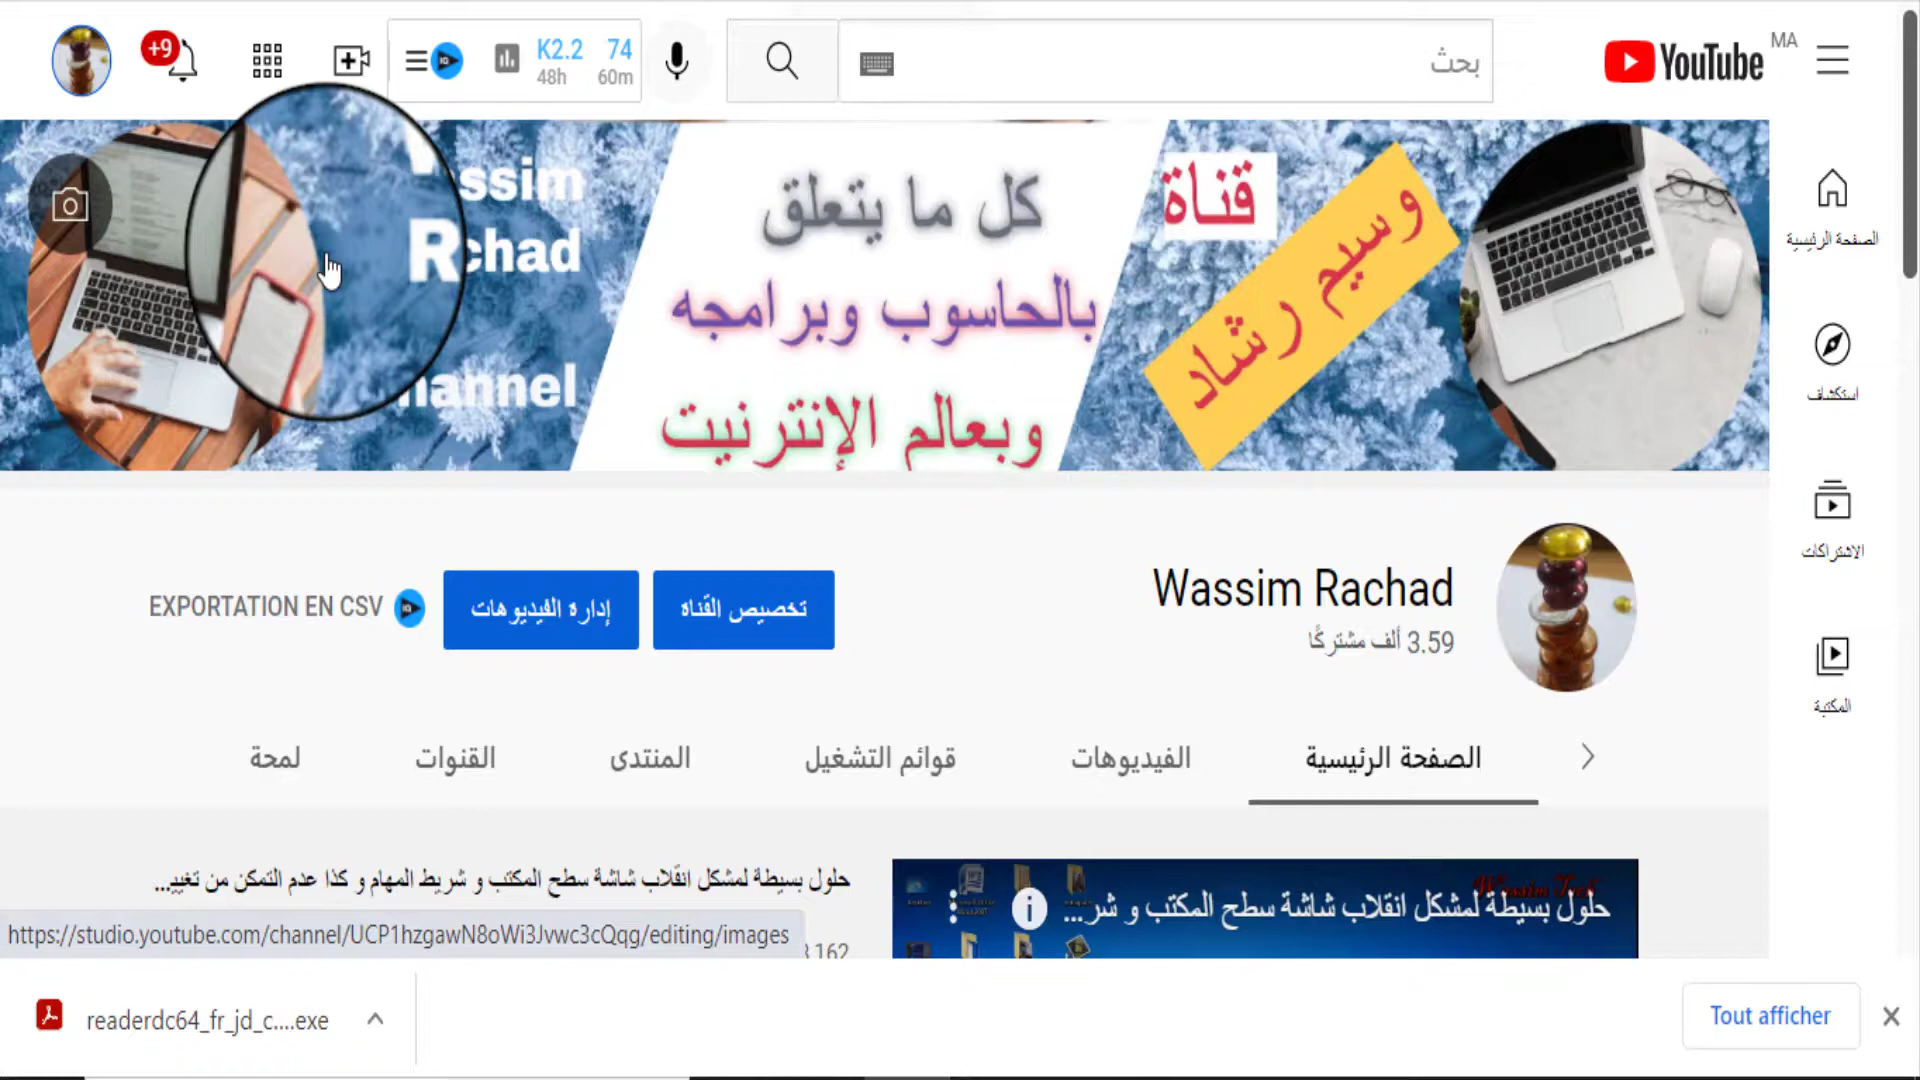 +9
K2.2 74
48h 60m
بحث
YouTube MA
ssim
Rchad
hannel
كل ما يتعلق
بالحاسوب وبرامجه
وبعالم الإنترنيت
قناة
وسيم رشاد
الصفحة الرئيسية
استكشاف
الاشتراكات
المكتبة
Wassim Rachad
3.59 ألف مشتركًا
تخصيص القناة
إدارة الفيديوهات
EXPORTATION EN CSV
الصفحة الرئيسية
الفيديوهات
قوائم التشغيل
المنتدى
القنوات
لمحة
حلول بسيطة لمشكل انقلاب شاشة سطح المكتب و شر...
حلول بسيطة لمشكل انقلاب شاشة سطح المكتب و شريط المهام و كذا عدم التمكن من تغيير...
162
https://studio.youtube.com/channel/UCP1hzgawN8oWi3Jvwc3cQqg/editing/images
readerdc64_fr_jd_c....exe
Tout afficher